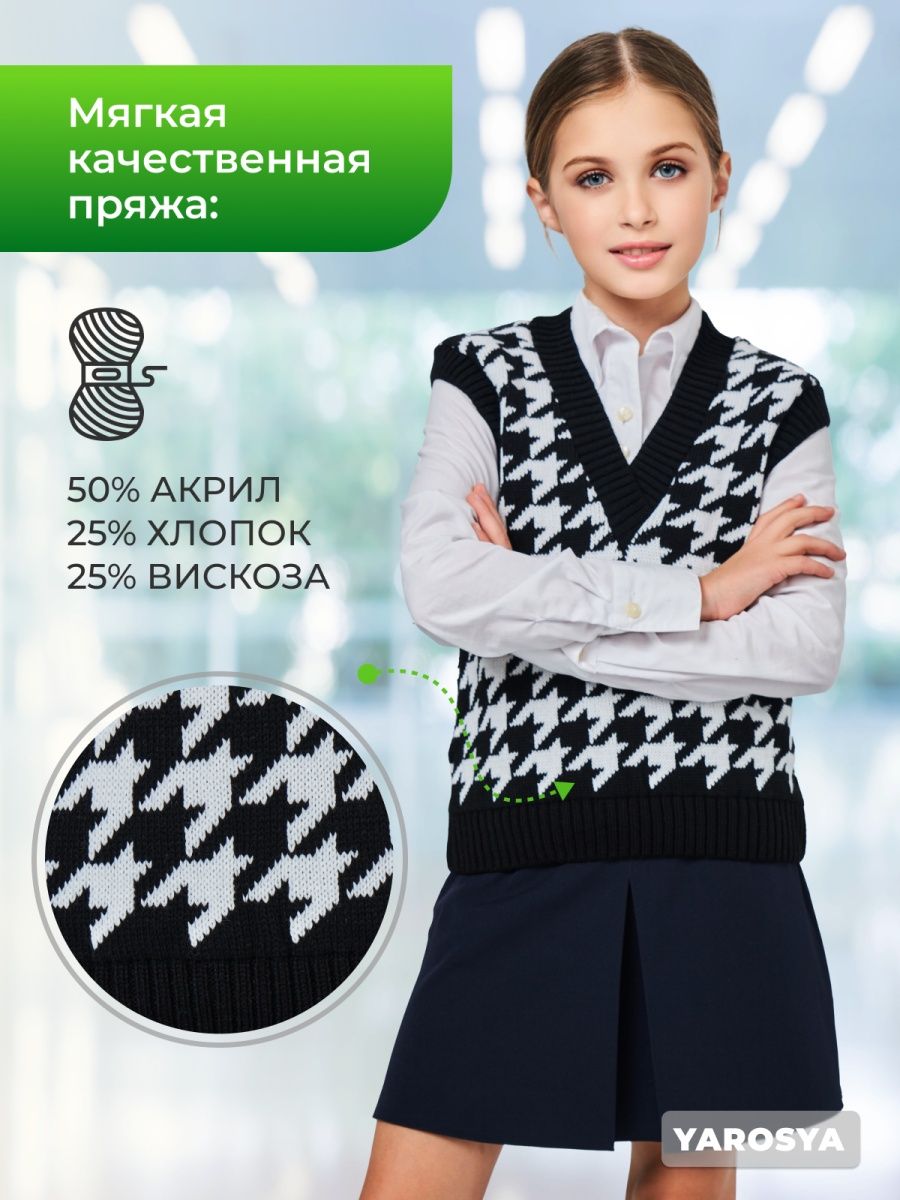 Мягкая
качественная
пряжа:
50% АКРИЛ
25% ХЛОПОК
25% ВИСКОЗА
YAROSYA